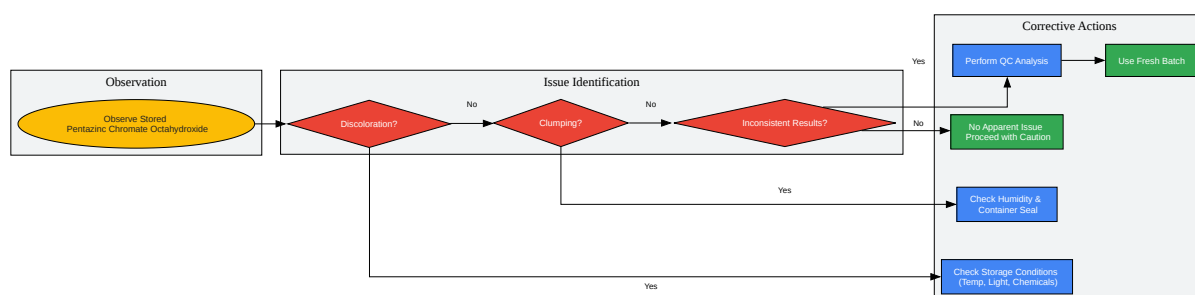 Observation
Observe Stored
Pentazinc Chromate Octahydroxide
Issue Identification
Discoloration?
No
Clumping?
No
Inconsistent Results?
Yes
No
Yes
Yes
Corrective Actions
Perform QC Analysis
Use Fresh Batch
No Apparent Issue
Proceed with Caution
Check Humidity &
Container Seal
Check Storage Conditions
(Temp, Light, Chemicals)